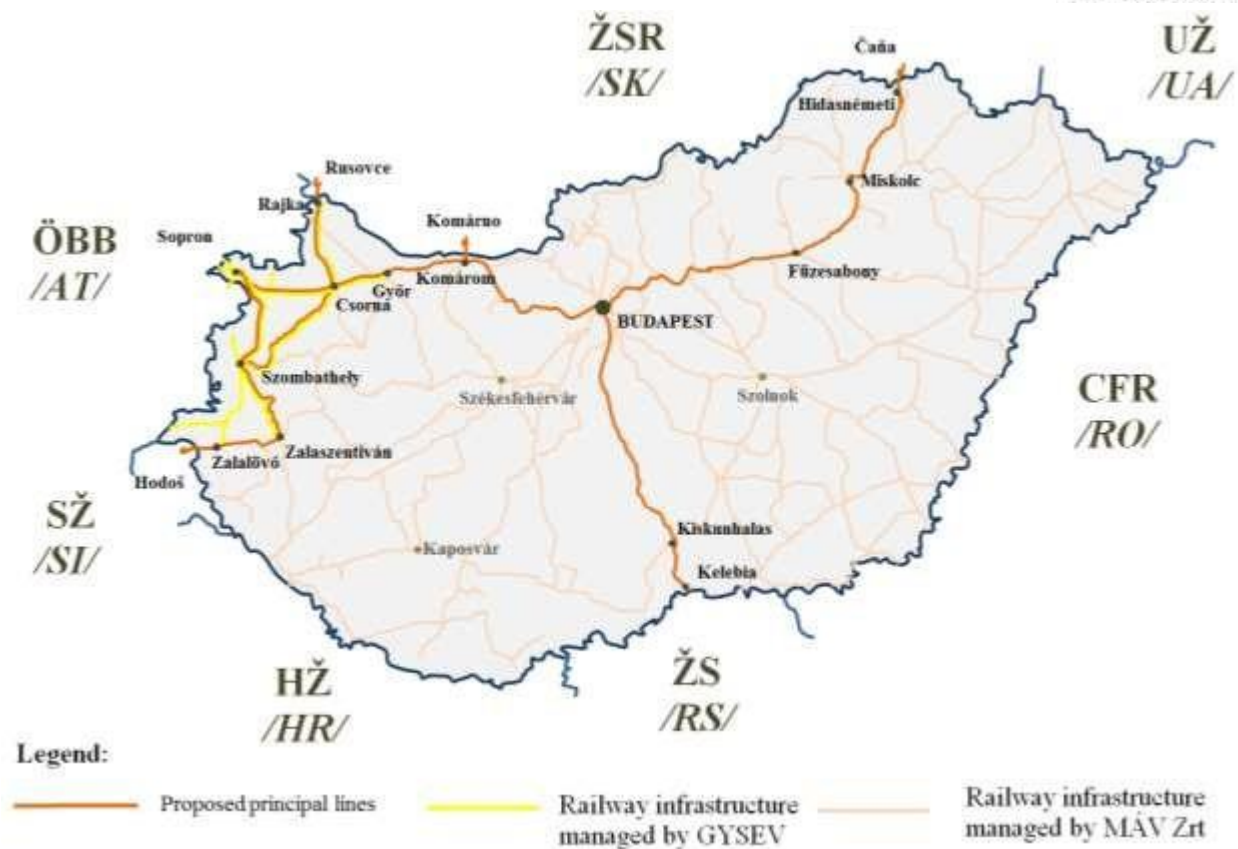 ŽSR
/SK/
Čaňa
UŽ
/UA/
Hidasnémeti
Rusovce
Miskolc
Rajka
Komárno
ÖBB
/AT/
Sopron
Komárom
Füzesabony
Győr
Csorna
BUDAPEST
Szombathely
Székesfehérvár
Szolnok
CFR
/RO/
Zalalövő
Zalaszentiván
Hodoš
SŽ
/SI/
Kiskunhalas
Kaposvár
Kelebia
HŽ
/HR/
ŽS
/RS/
Legend:
Proposed principal lines
Railway infrastructure
managed by GYSEV
Railway infrastructure
managed by MÁV Zrt